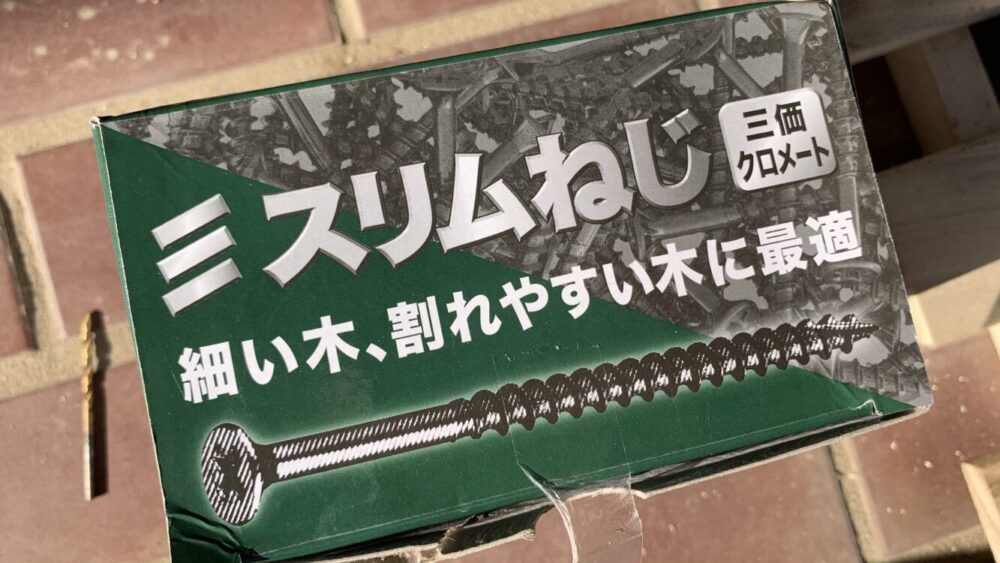 ミニスリムねじ
三価
クロメート
細い木、割れやすい木に最適